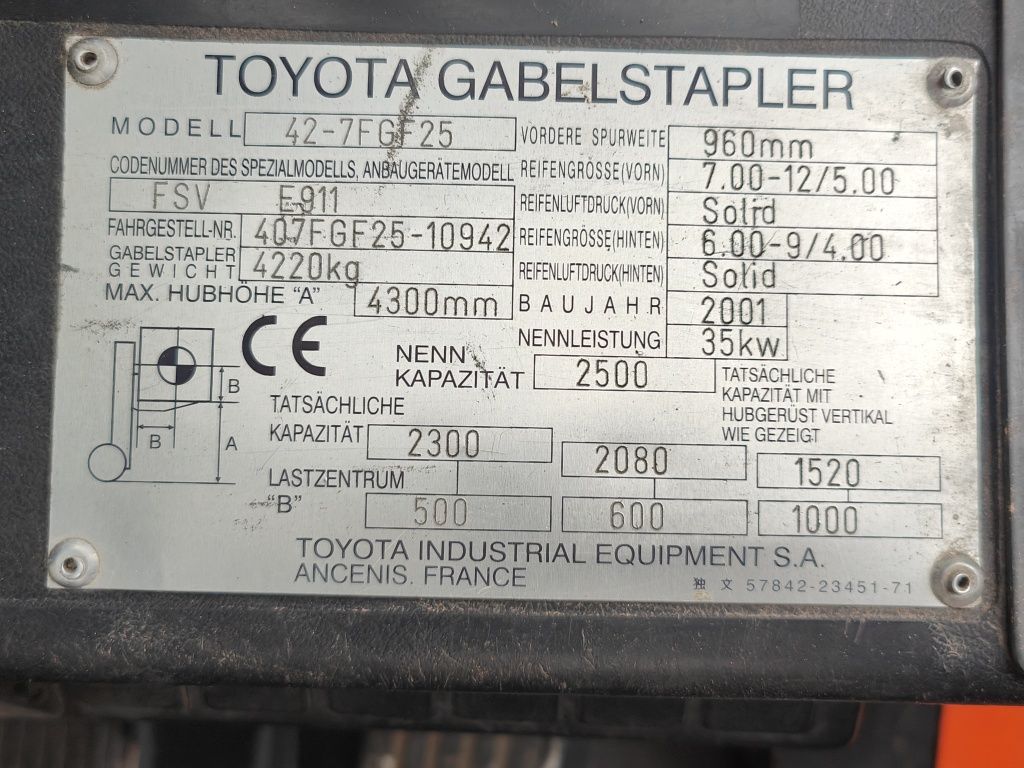 TOYOTA GABELSTAPLER
MODELL 42-7FGF25
VORDERE SPURWEITE 960mm
CODENUMMER DES SPEZIALMODELLS, ANBAUGERÄTEMODELL
FSV E911
REIFENGRÖSSE(VORN) 7.00-12/5.00
REIFENLUFTDRUCK(VORN) Solid
FAHRGESTELL-NR. 407FGF25-10942
REIFENGRÖSSE(HINTEN) 6.00-9/4.00
GABELSTAPLER
GEWICHT 4220kg
REIFENLUFTDRUCK(HINTEN) Solid
MAX. HUBHÖHE "A" 4300mm
BAUJAHR 2001
NENNLEISTUNG 35kw
CE
NENN
KAPAZITÄT 2500
TATSÄCHLICHE
KAPAZITÄT MIT
HUBGERÜST VERTIKAL
WIE GEZEIGT
B
B
A
TATSÄCHLICHE
KAPAZITÄT 2300 2080 1520
LASTZENTRUM
"B" 500 600 1000
TOYOTA INDUSTRIAL EQUIPMENT S.A.
ANCENIS. FRANCE
独 文 57842-23451-71